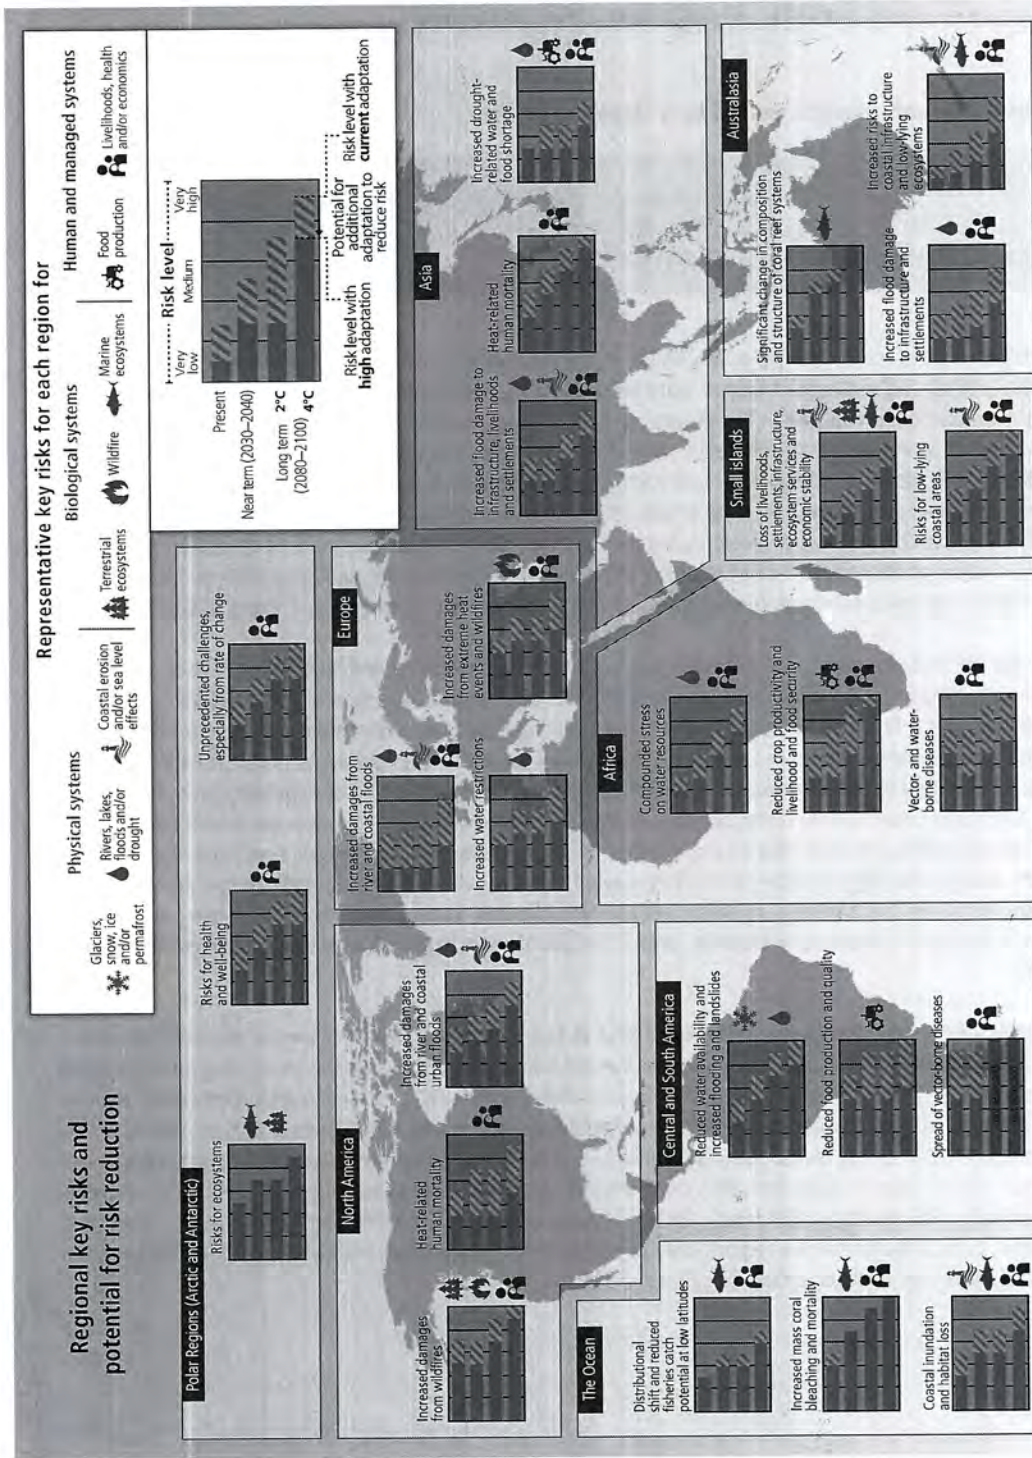 Regional key risks and
potential for risk reduction
Representative key risks for each region for
Physical systems
Biological systems
Human and managed systems
Glaciers,
snow, ice
and/or
permafrost
Rivers, lakes,
floods and/or
drought
Coastal erosion
and/or sea level
effects
Terrestrial
ecosystems
Wildfire
Marine
ecosystems
Food
production
Livelihoods, health
and/or economics
Risk level
Very
low
Medium
Very
high
Present
Near term (2030–2040)
Long term
(2080–2100)
2°C
4°C
Risk level with
high adaptation
Potential for
additional
adaptation to
reduce risk
Risk level with
current adaptation
Polar Regions (Arctic and Antarctic)
Risks for ecosystems
Risks for health
and well-being
Unprecedented challenges,
especially from rate of change
North America
Increased damages
from wildfires
Heat-related
human mortality
Increased damages
from river and coastal
urban floods
Europe
Increased damages from
river and coastal floods
Increased water restrictions
Increased damages
from extreme heat
events and wildfires
Asia
Increased flood damage to
infrastructure, livelihoods
and settlements
Heat-related
human mortality
Increased drought-
related water and
food shortage
The Ocean
Distributional
shift and reduced
fisheries catch
potential at low latitudes
Increased mass coral
bleaching and mortality
Coastal inundation
and habitat loss
Central and South America
Reduced water availability and
increased flooding and landslides
Reduced food production and quality
Spread of vector-borne diseases
Africa
Compounded stress
on water resources
Reduced crop productivity and
livelihood and food security
Vector- and water-
borne diseases
Small islands
Loss of livelihoods,
settlements, infrastructure,
ecosystem services and
economic stability
Risks for low-lying
coastal areas
Australasia
Significant change in composition
and structure of coral reef systems
Increased flood damage
to infrastructure and
settlements
Increased risks to
coastal infrastructure
and low-lying
ecosystems